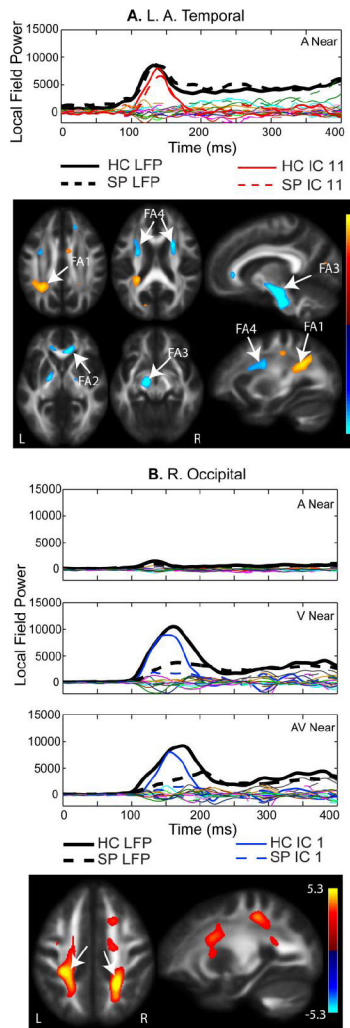 A. L. A. Temporal
Local Field Power
15000
10000
5000
0
A Near
0 100 200 300 400
Time (ms)
HC LFP
HC IC 11
SP LFP
SP IC 11
FA1
FA4
FA3
FA2
FA3
FA4
FA1
L
R
B. R. Occipital
Local Field Power
15000
10000
5000
0
A Near
15000
10000
5000
0
V Near
15000
10000
5000
0
AV Near
0 100 200 300 400
Time (ms)
HC LFP
HC IC 1
SP LFP
SP IC 1
5.3
-5.3
L
R